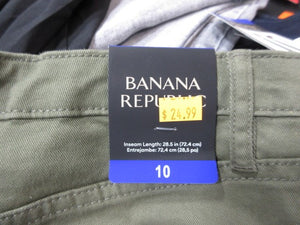 BANANA
REPUBLIC
$ 24.99
Inseam Length: 28.5 in (72.4 cm)
Entrejambe: 72,4 cm (28,5 po)
10